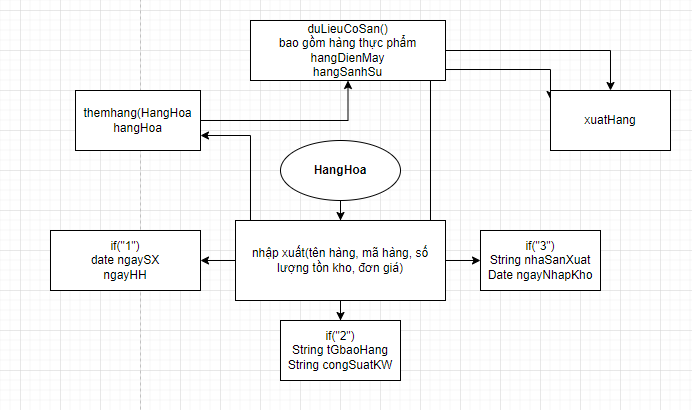 duLieuCoSan()
bao gồm hàng thực phẩm
hangDienMay
hangSanhSu
themhang(HangHoa
hangHoa
xuatHang
HangHoa
nhập xuất(tên hàng, mã hàng, số
lượng tồn kho, đơn giá)
if("1")
date ngaySX
ngayHH
if("3")
String nhaSanXuat
Date ngayNhapKho
if("2")
String tGbaoHang
String congSuatKW